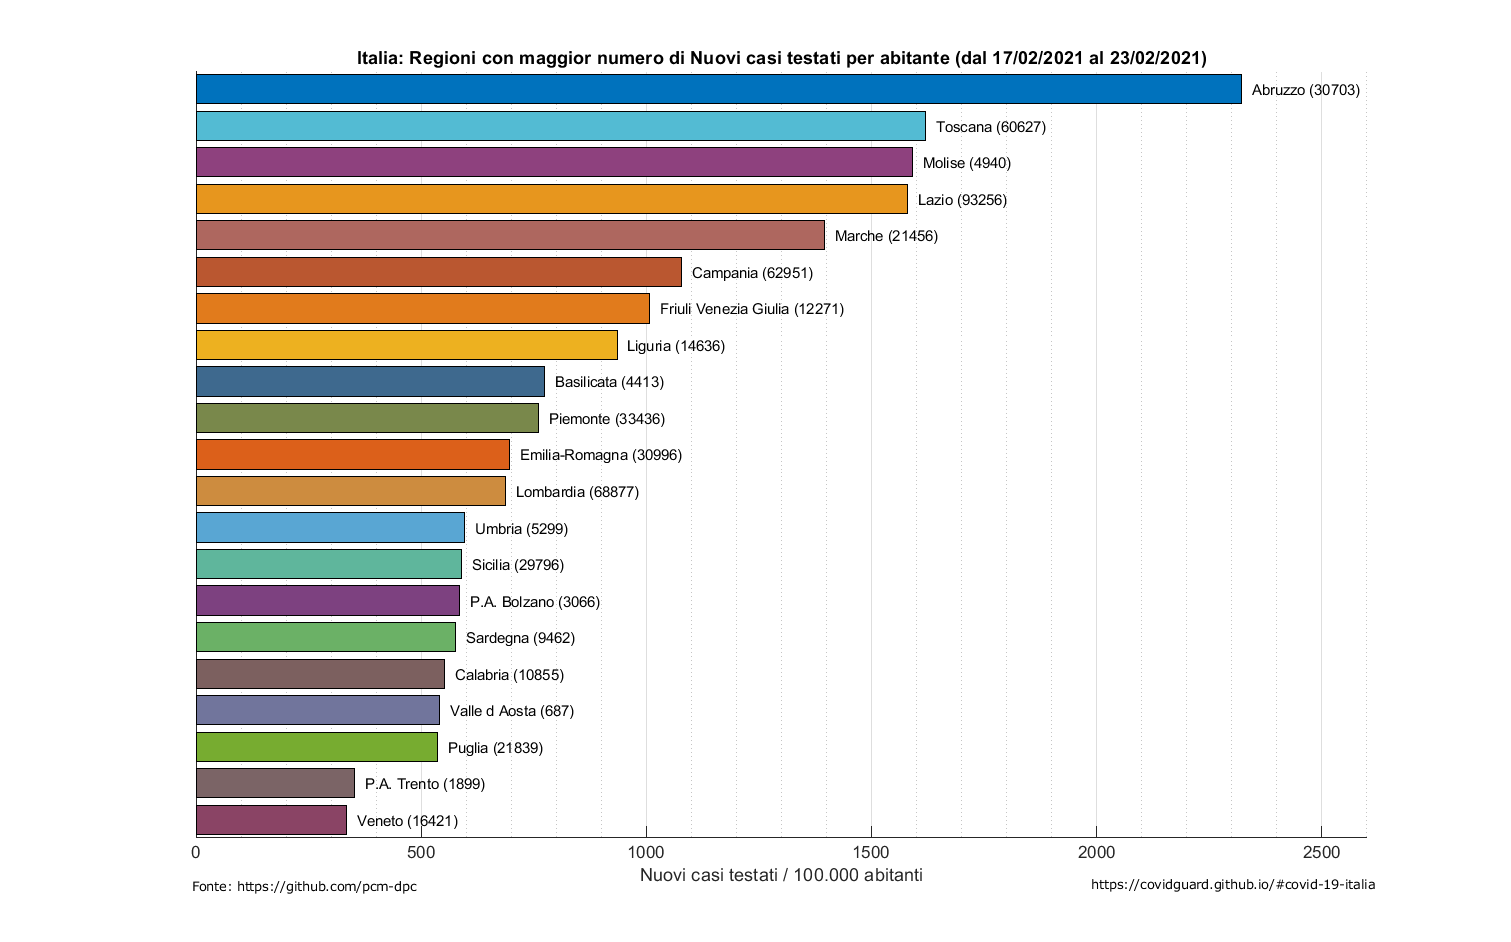 Italia: Regioni con maggior numero di Nuovi casi testati per abitante (dal 17/02/2021 al 23/02/2021)
Abruzzo (30703)
Toscana (60627)
Molise (4940)
Lazio (93256)
Marche (21456)
Campania (62951)
Friuli Venezia Giulia (12271)
Liguria (14636)
Basilicata (4413)
Piemonte (33436)
Emilia-Romagna (30996)
Lombardia (68877)
Umbria (5299)
Sicilia (29796)
P.A. Bolzano (3066)
Sardegna (9462)
Calabria (10855)
Valle d Aosta (687)
Puglia (21839)
P.A. Trento (1899)
Veneto (16421)
0 500 1000 1500 2000 2500
Nuovi casi testati / 100.000 abitanti
Fonte: https://github.com/pcm-dpc
https://covidguard.github.io/#covid-19-italia